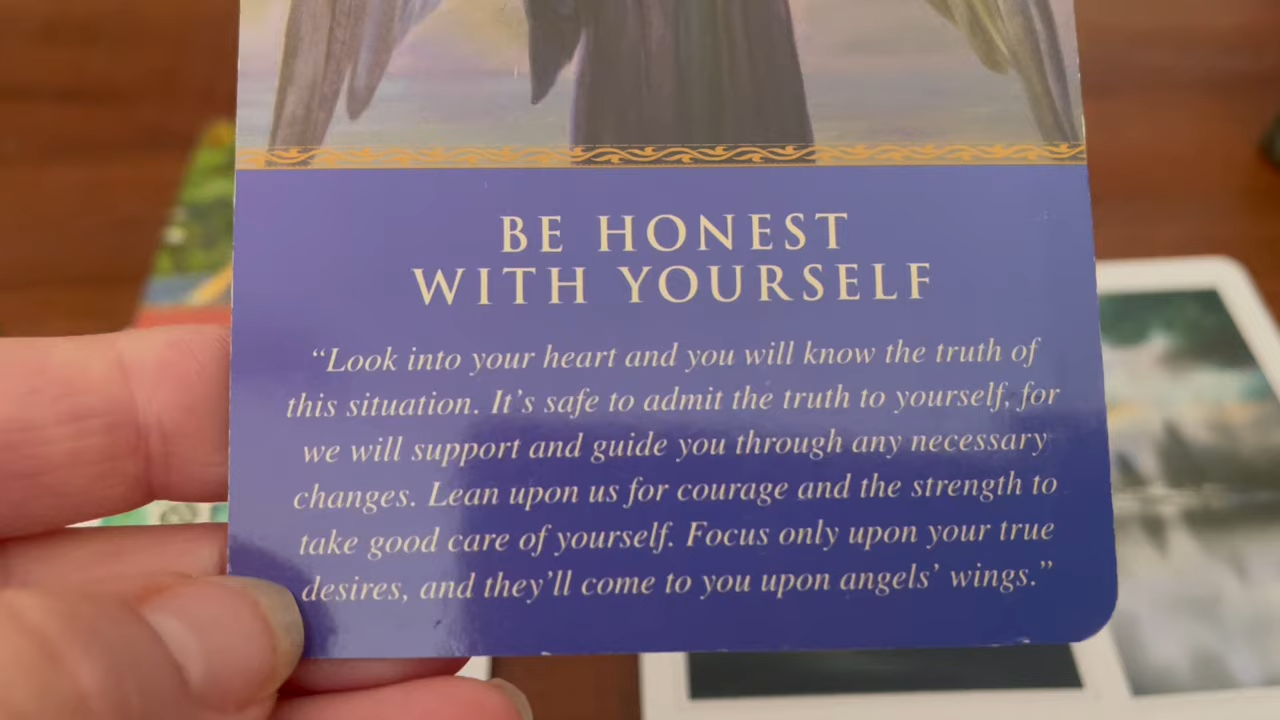 BE HONEST
WITH YOURSELF
“Look into your heart and you will know the truth of
this situation. It’s safe to admit the truth to yourself, for
we will support and guide you through any necessary
changes. Lean upon us for courage and the strength to
take good care of yourself. Focus only upon your true
desires, and they’ll come to you upon angels’ wings.”